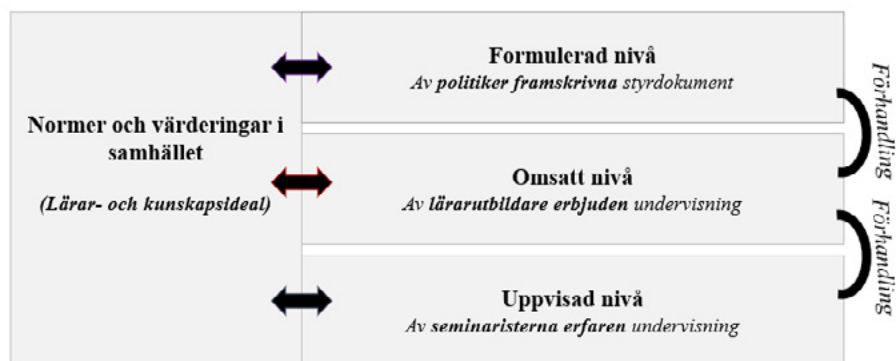 Normer och värderingar i
samhället
(Lärar- och kunskapsideal)
Formulerad nivå
Av politiker framskrivna styrdokument
Omsatt nivå
Av lärarutbildare erbjuden undervisning
Uppvisad nivå
Av seminaristerna erfaren undervisning
Förhandling
Förhandling